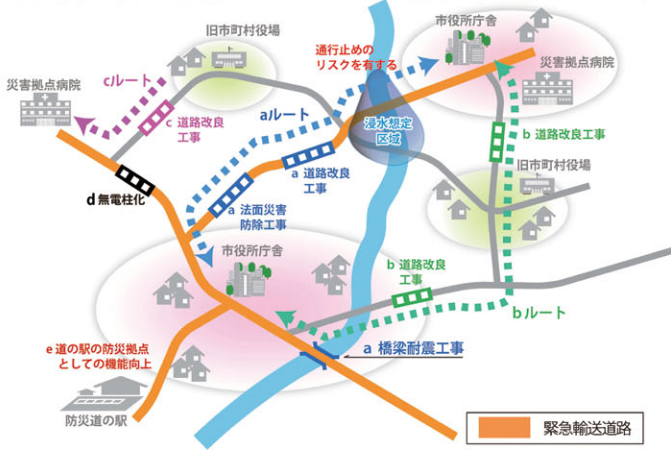 旧市町村役場
市役所庁舎
通行止めの
リスクを有する
災害拠点病院
災害拠点病院
cルート
aルート
c 道路改良
工事
浸水想定
区域
b 道路改良工事
a 道路改良
工事
旧市町村役場
d 無電柱化
a 法面災害
防除工事
市役所庁舎
b 道路改良
工事
bルート
e 道の駅の防災拠点
としての機能向上
a 橋梁耐震工事
防災道の駅
緊急輸送道路